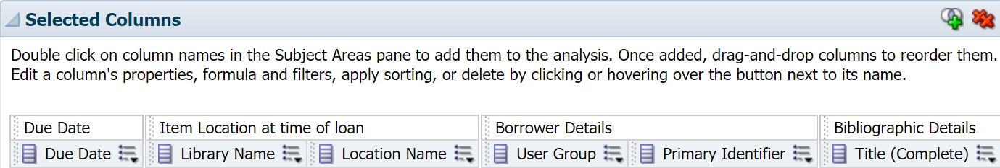 Selected Columns
Double click on column names in the Subject Areas pane to add them to the analysis. Once added, drag-and-drop columns to reorder them.
Edit a column's properties, formula and filters, apply sorting, or delete by clicking or hovering over the button next to its name.
Due Date Item Location at time of loan Borrower Details Bibliographic Details
Due Date Library Name Location Name User Group Primary Identifier Title (Complete)